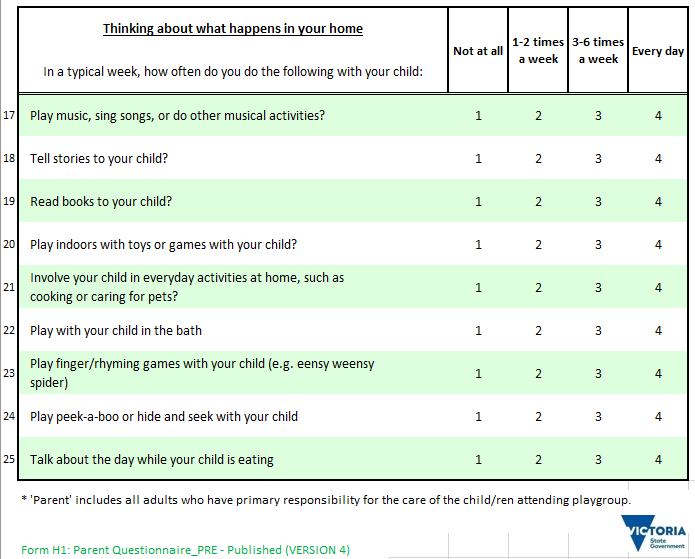 Thinking about what happens in your home
In a typical week, how often do you do the following with your child:
Not at all
1-2 times
a week
3-6 times
a week
Every day
17 Play music, sing songs, or do other musical activities? 1 2 3 4
18 Tell stories to your child? 1 2 3 4
19 Read books to your child? 1 2 3 4
20 Play indoors with toys or games with your child? 1 2 3 4
21 Involve your child in everyday activities at home, such as
cooking or caring for pets? 1 2 3 4
22 Play with your child in the bath 1 2 3 4
23 Play finger/rhyming games with your child (e.g. eensy weensy
spider) 1 2 3 4
24 Play peek-a-boo or hide and seek with your child 1 2 3 4
25 Talk about the day while your child is eating 1 2 3 4
* 'Parent' includes all adults who have primary responsibility for the care of the child/ren attending playgroup.
VICTORIA
State
Government
Form H1: Parent Questionnaire_PRE - Published (VERSION 4)